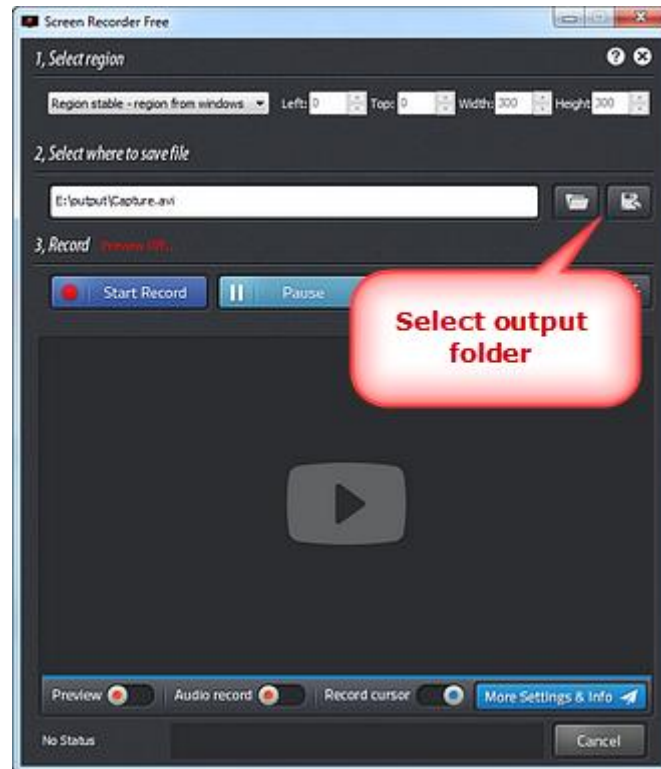 Screen Recorder Free
1, Select region
Region stable - region from windows Left: 0 Top: 0 Width: 300 Height 300
2, Select where to save file
E:\output\Capture.avi
3, Record Preview Off..
Start Record Pause
Select output
folder
Preview Audio record Record cursor More Settings & Info
No Status Cancel